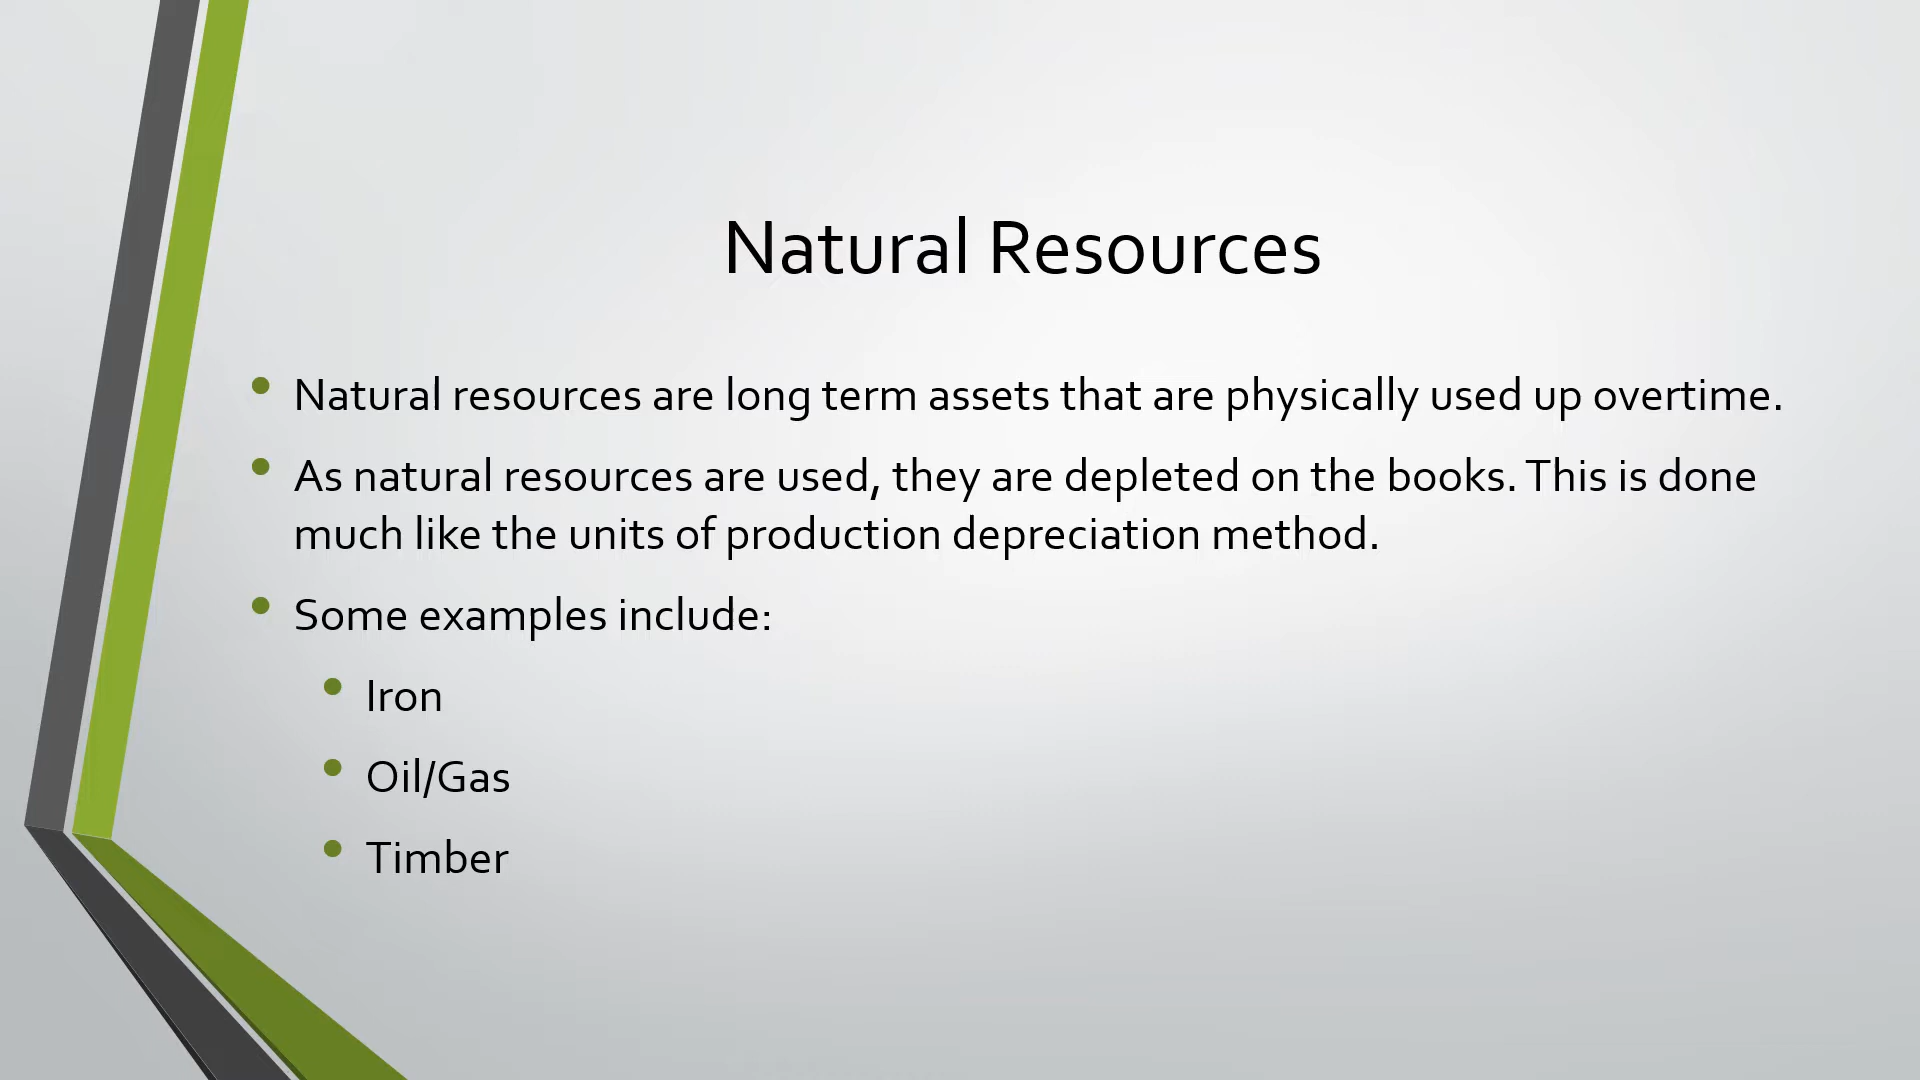 Natural Resources
Natural resources are long term assets that are physically used up overtime.
As natural resources are used, they are depleted on the books. This is done
much like the units of production depreciation method.
Some examples include:
Iron
Oil/Gas
Timber